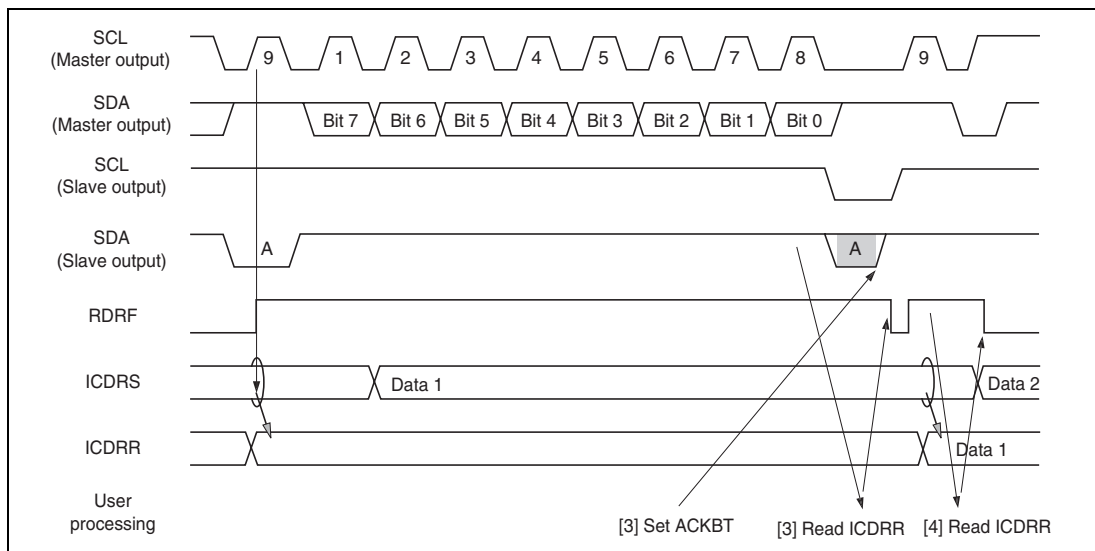 SCL
(Master output)
9 1 2 3 4 5 6 7 8 9
SDA
(Master output)
Bit 7 Bit 6 Bit 5 Bit 4 Bit 3 Bit 2 Bit 1 Bit 0
SCL
(Slave output)
SDA
(Slave output)
A A
RDRF
ICDRS
Data 1 Data 2
ICDRR
Data 1
User
processing
[3] Set ACKBT [3] Read ICDRR [4] Read ICDRR